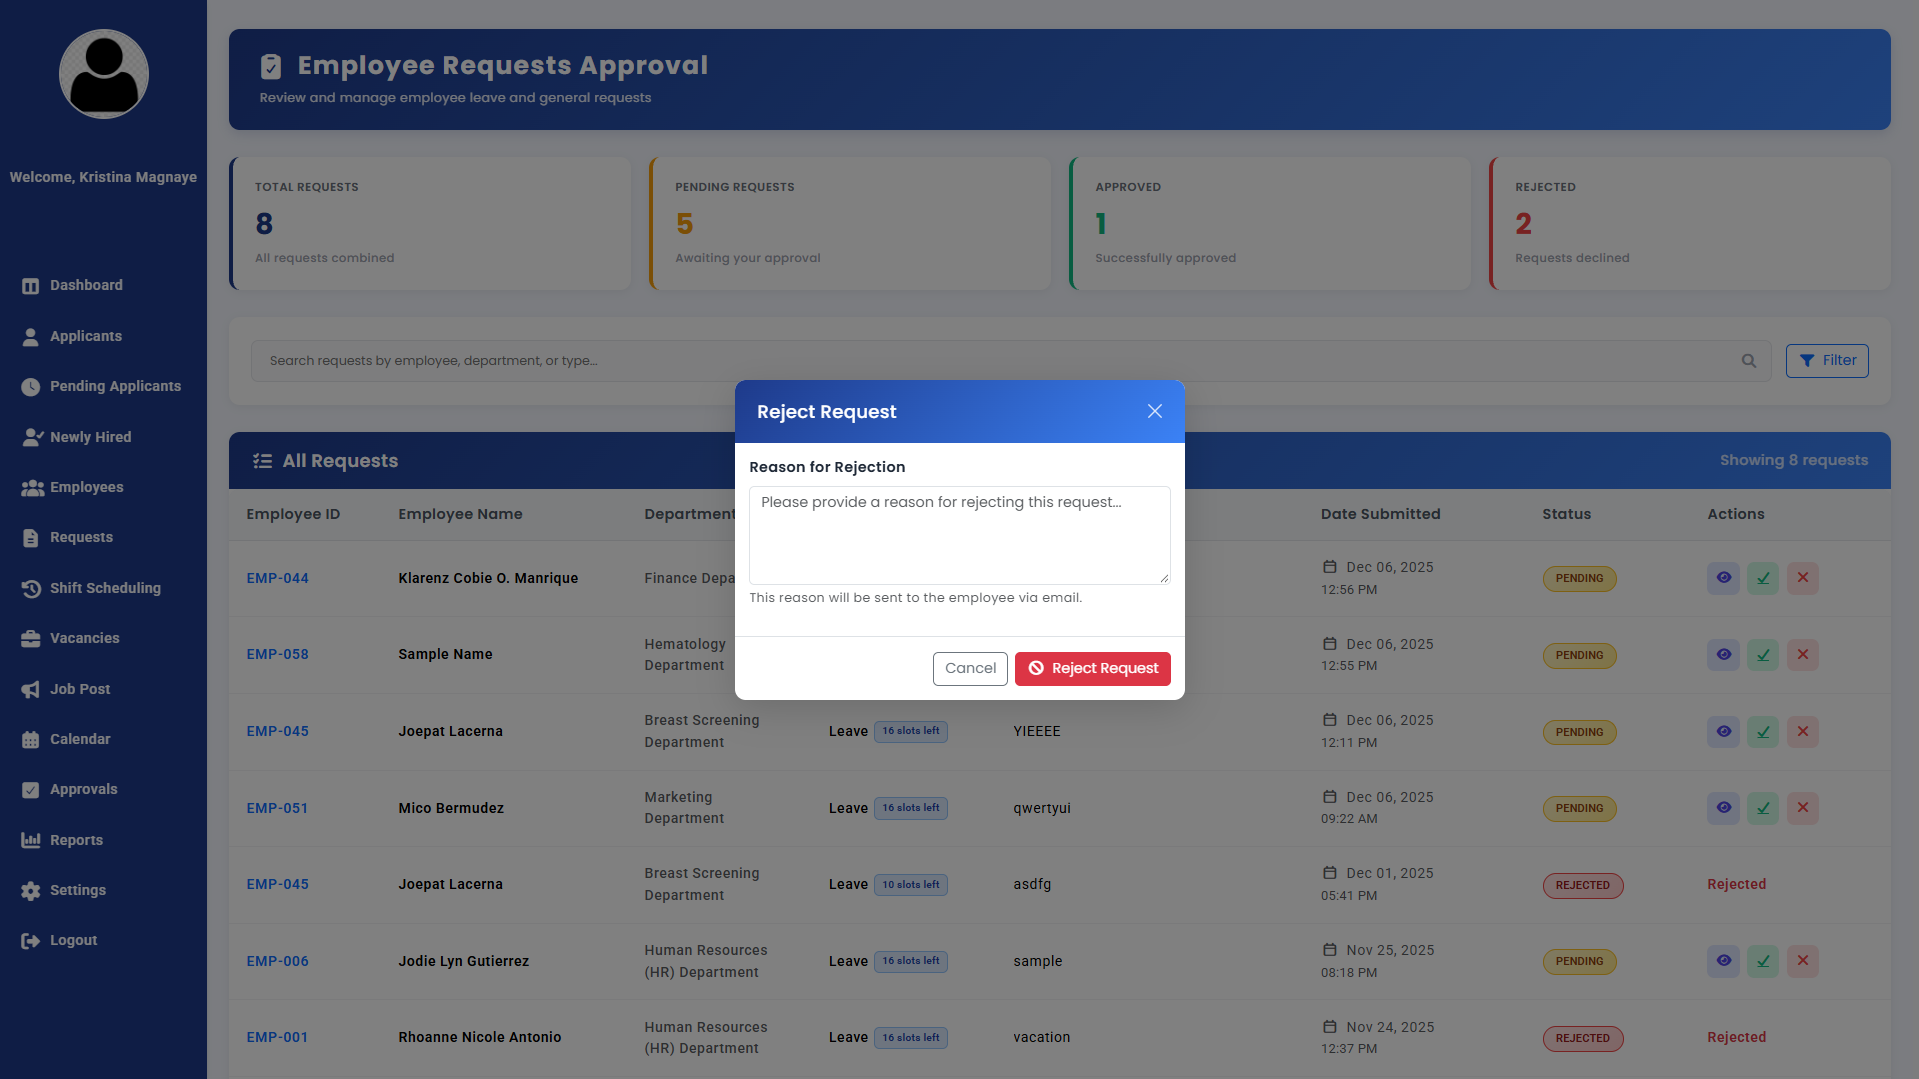 Welcome, Kristina Magnaye
Dashboard
Applicants
Pending Applicants
Newly Hired
Employees
Requests
Shift Scheduling
Vacancies
Job Post
Calendar
Approvals
Reports
Settings
Logout
Employee Requests Approval
Review and manage employee leave and general requests
TOTAL REQUESTS
8
All requests combined
PENDING REQUESTS
5
Awaiting your approval
APPROVED
1
Successfully approved
REJECTED
2
Requests declined
Search requests by employee, department, or type...
Filter
All Requests
Showing 8 requests
Employee ID Employee Name Department Date Submitted Status Actions
EMP-044 Klarenz Cobie O. Manrique Finance Dec 06, 2025 PENDING
12:56 PM
EMP-058 Sample Name Hematology Department Dec 06, 2025 PENDING
12:55 PM
EMP-045 Joepat Lacerna Breast Screening Department Leave 16 slots left YIEEEE Dec 06, 2025 PENDING
12:11 PM
EMP-051 Mico Bermudez Marketing Department Leave 16 slots left qwertyui Dec 06, 2025 PENDING
09:22 AM
EMP-045 Joepat Lacerna Breast Screening Department Leave 10 slots left asdfg Dec 01, 2025 REJECTED Rejected
05:41 PM
EMP-006 Jodie Lyn Gutierrez Human Resources (HR) Department Leave 16 slots left sample Nov 25, 2025 PENDING
08:18 PM
EMP-001 Rhoanne Nicole Antonio Human Resources (HR) Department Leave 16 slots left vacation Nov 24, 2025 REJECTED Rejected
12:37 PM
Reject Request
Reason for Rejection
Please provide a reason for rejecting this request...
This reason will be sent to the employee via email.
Cancel
Reject Request